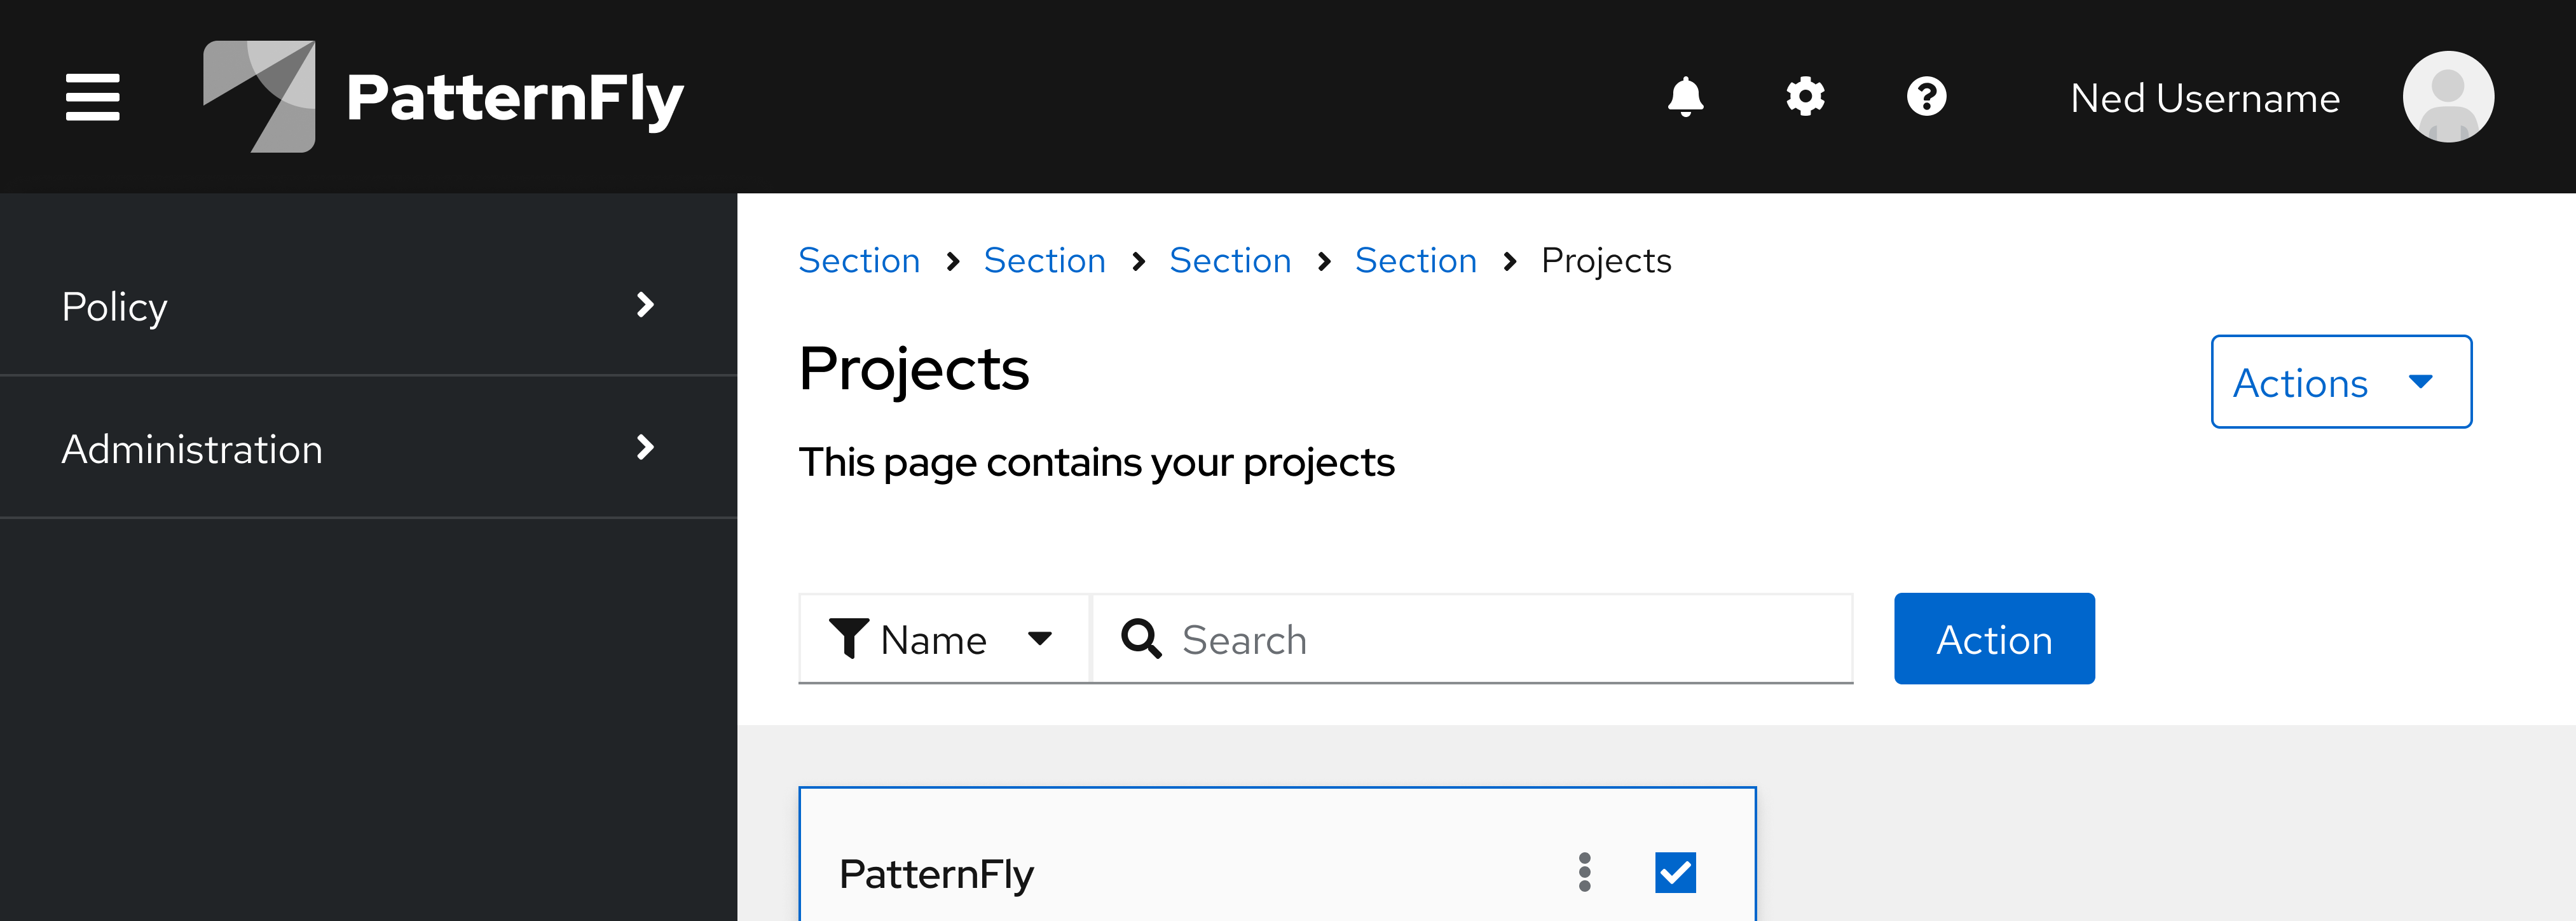 PatternFly
Ned Username
Policy
Administration
Section Section Section Section Projects
Projects
Actions
This page contains your projects
Name
Search
Action
PatternFly